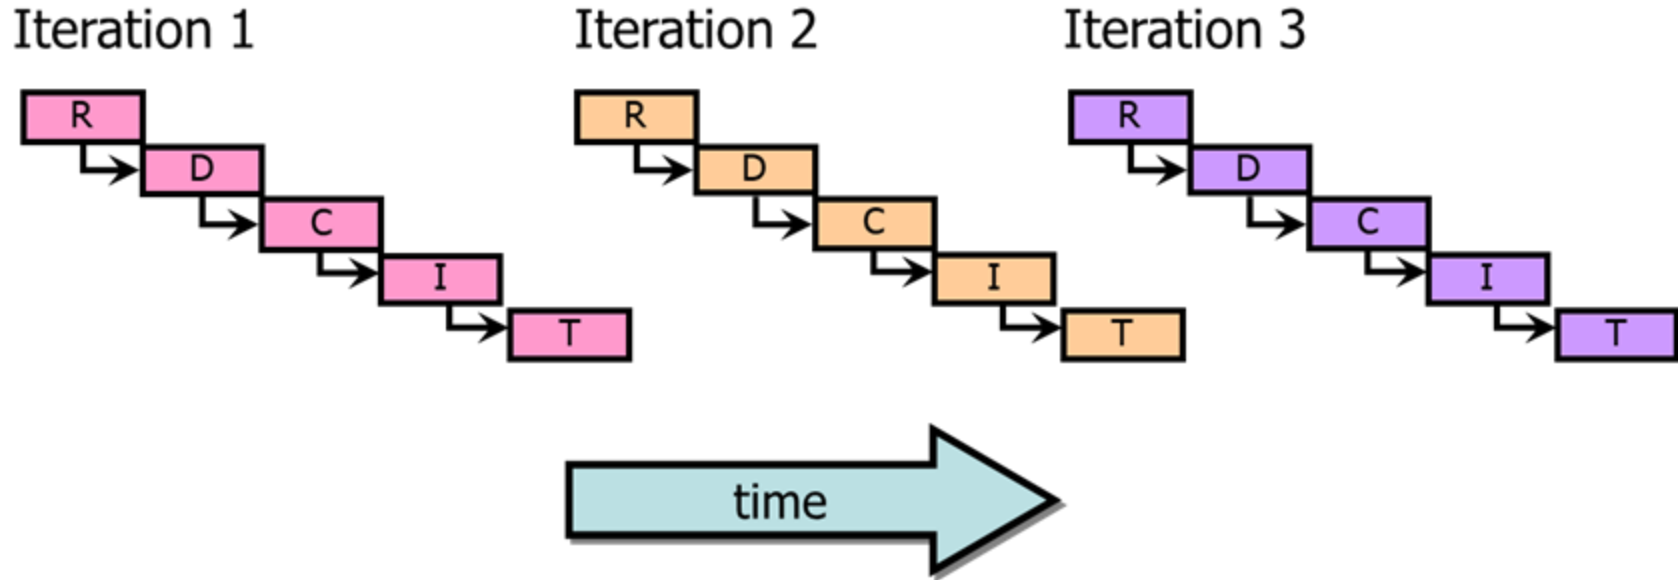 Iteration 1
Iteration 2
Iteration 3
R
D
C
I
T
R
D
C
I
T
R
D
C
I
T
time